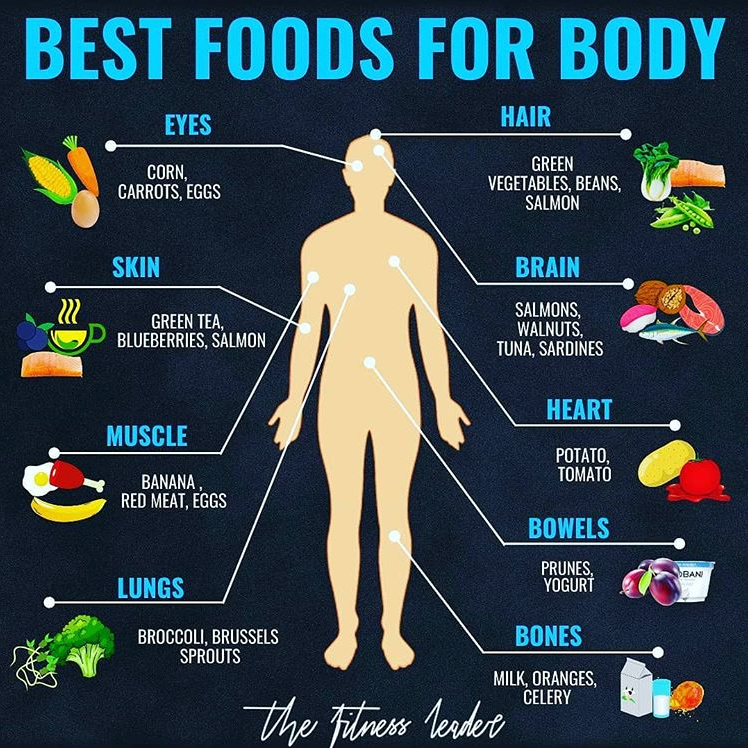 BEST FOODS FOR BODY
EYES
CORN,
CARROTS, EGGS
HAIR
GREEN
VEGETABLES, BEANS,
SALMON
SKIN
GREEN TEA,
BLUEBERRIES, SALMON
BRAIN
SALMONS,
WALNUTS,
TUNA, SARDINES
MUSCLE
BANANA ,
RED MEAT, EGGS
HEART
POTATO,
TOMATO
LUNGS
BROCCOLI, BRUSSELS
SPROUTS
BOWELS
PRUNES,
YOGURT
OBANI
BONES
MILK, ORANGES,
CELERY
the fitness leader